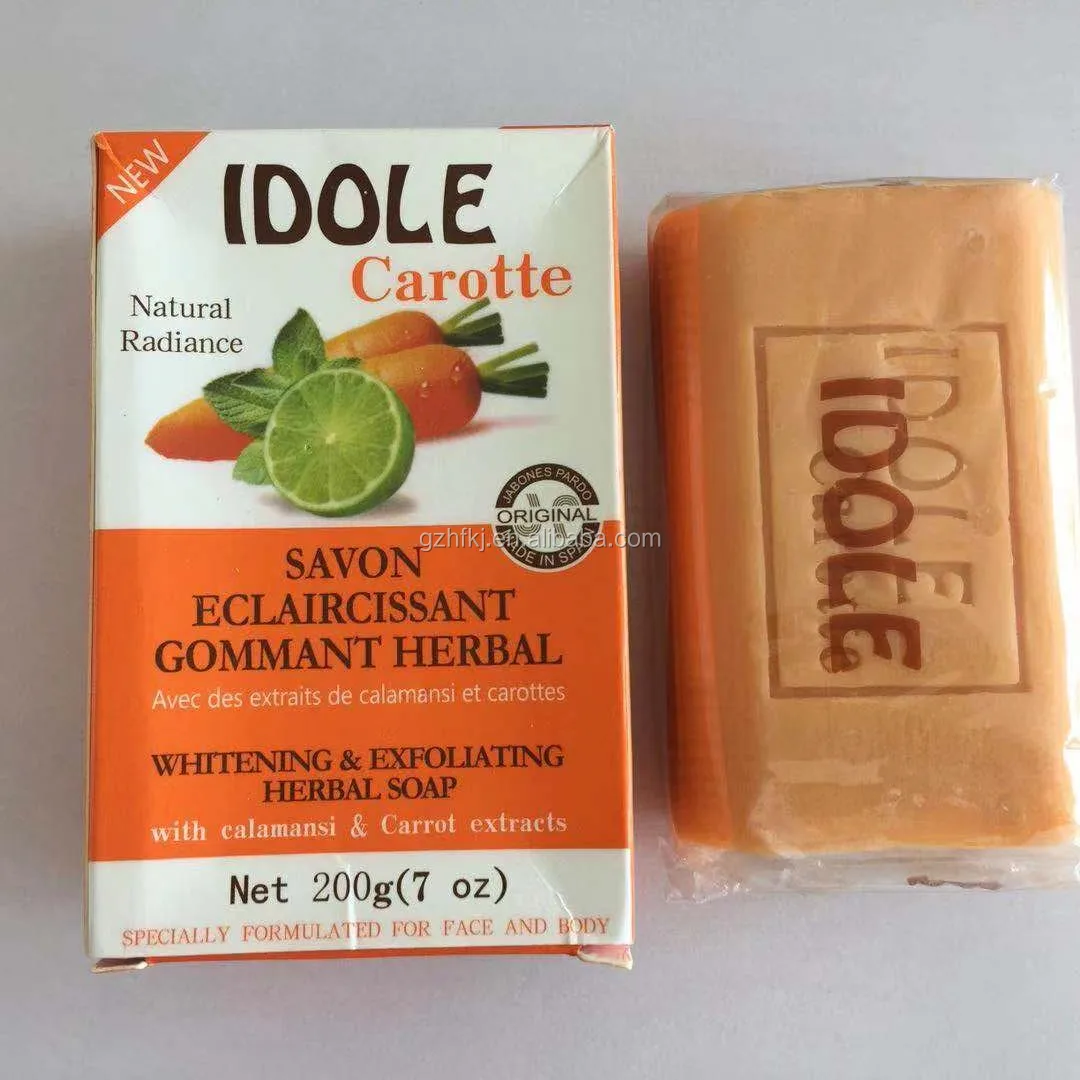 NEW
IDOLE
Carotte
Natural
Radiance
JABONES PARDO
ORIGINAL
MADE IN SPAIN
gzhfkj.en.alibaba.com
SAVON
ECLAIRCISSANT
GOMMANT HERBAL
Avec des extraits de calamansi et carottes
WHITENING & EXFOLIATING
HERBAL SOAP
with calamansi & Carrot extracts
Net 200g(7 oz)
SPECIALLY FORMULATED FOR FACE AND BODY
IDOLE
IDOLE